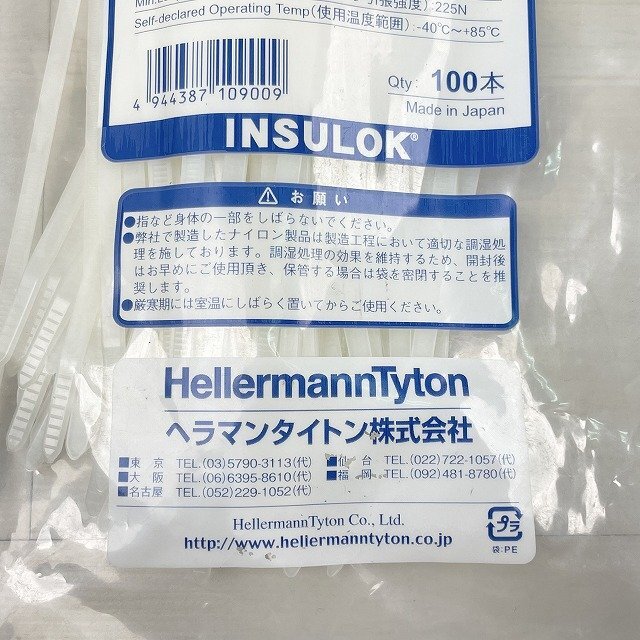 引張強度）:225N
Self-declared Operating Temp(使用温度範囲):-40℃～+85℃
4 944387 109009
Qty: 100本
Made in Japan
INSULOK®
⚠ お願い
●指など身体の一部をしばらないでください。
●弊社で製造したナイロン製品は製造工程において適切な調湿処
理を施しております。調湿処理の効果を維持するため、開封後
はお早めにご使用頂き、保管する場合は袋を密閉することを推
奨します。
●厳寒期には室温にしばらく置いてからご使用ください。
HellermannTyton
ヘラマンタイトン株式会社
■東京 TEL.(03)5790-3113(代) ■仙台 TEL.(022)722-1057(代)
■大阪 TEL.(06)6395-8610(代) ■福岡 TEL.(092)481-8780(代)
■名古屋 TEL.(052)229-1052(代)
HellermannTyton Co., Ltd.
http://www.hellermanntyton.co.jp
プラ
袋:PE